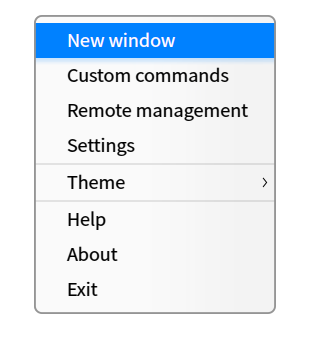 New window
Custom commands
Remote management
Settings
Theme
Help
About
Exit